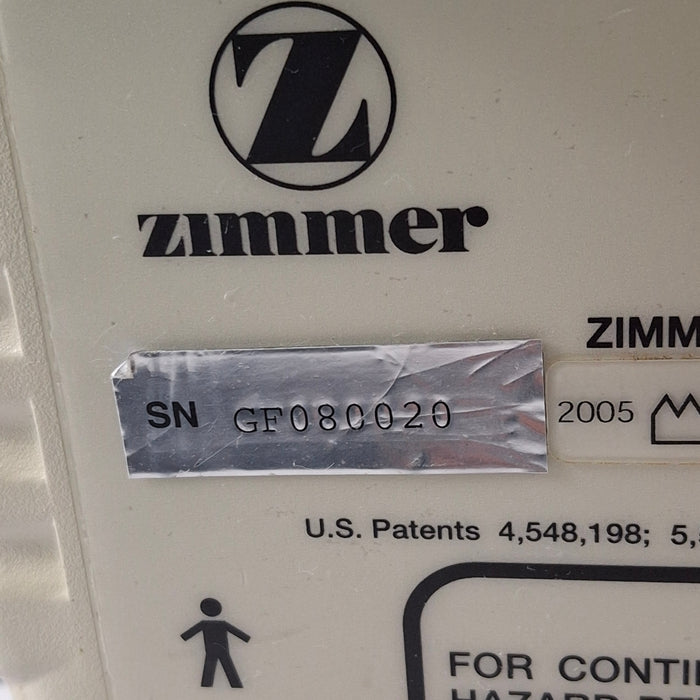 Z
zimmer
ZIMM
SN GF080020
2005
U.S. Patents 4,548,198; 5,
FOR CONTI